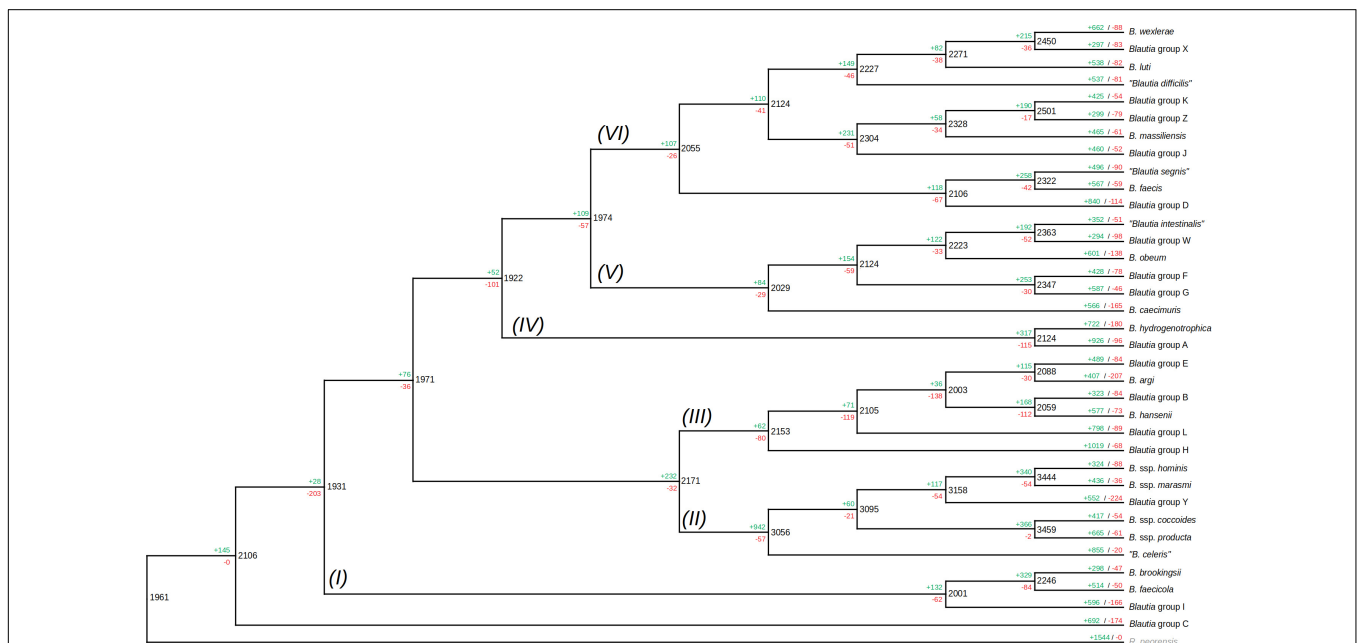 +662 / -88 B. wexlerae
+215
-36
2450
+297 / -83 Blautia group X
+82
-38
2271
+538 / -82 B. luti
+149
-46
2227
+537 / -81 "Blautia difficilis"
+110
-41
2124
+425 / -54 Blautia group K
+190
-17
2501
+299 / -79 Blautia group Z
+58
-34
2328
+465 / -61 B. massiliensis
+231
-51
2304
+460 / -52 Blautia group J
(VI)
+107
-26
2055
+496 / -90 "Blautia segnis"
+258
-42
2322
+567 / -59 B. faecis
+118
-67
2106
+840 / -114 Blautia group D
+109
-57
1974
+352 / -51 "Blautia intestinalis"
+192
-52
2363
+294 / -98 Blautia group W
+122
-33
2223
+601 / -138 B. obeum
+154
-59
2124
+428 / -78 Blautia group F
+253
-30
2347
+587 / -46 Blautia group G
(V)
+84
-29
2029
+566 / -165 B. caecimuris
+52
-101
1922
(IV)
+722 / -180 B. hydrogenotrophica
+317
-115
2124
+926 / -96 Blautia group A
+76
-36
1971
+489 / -84 Blautia group E
+115
-30
2088
+407 / -207 B. argi
+36
-138
2003
+323 / -84 Blautia group B
+168
-112
2059
+577 / -73 B. hansenii
+71
-119
2105
+798 / -89 Blautia group L
(III)
+62
-80
2153
+1019 / -68 Blautia group H
+232
-32
2171
+324 / -88 B. ssp. hominis
+340
-54
3444
+436 / -36 B. ssp. marasmi
+117
-54
3158
+552 / -224 Blautia group Y
+60
-21
3095
+417 / -54 B. ssp. coccoides
+366
-2
3459
+665 / -61 B. ssp. producta
(II)
+942
-57
3056
+855 / -20 "B. celeris"
+28
-203
1931
+298 / -47 B. brookingsii
+329
-84
2246
+514 / -50 B. faecicola
(I)
+132
-62
2001
+596 / -166 Blautia group I
+145
-0
2106
+692 / -174 Blautia group C
1961
+1544 / -0